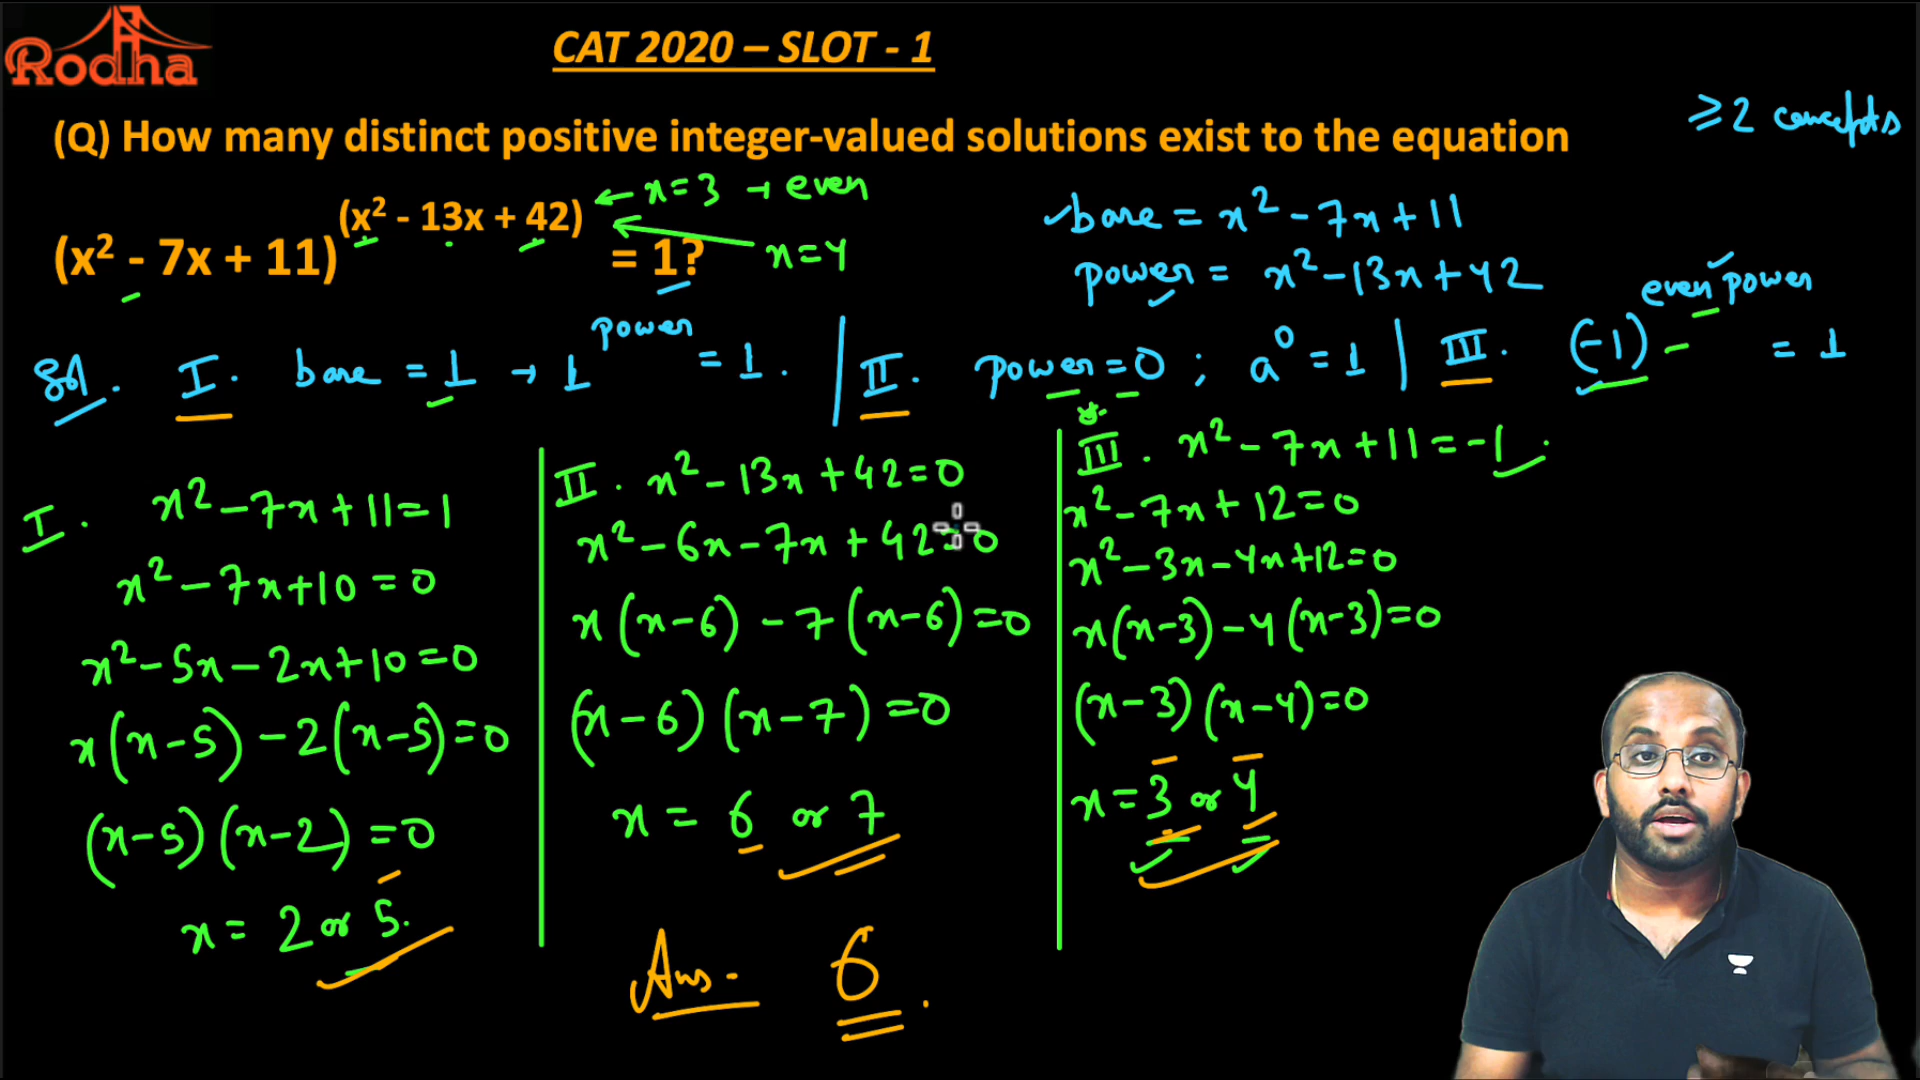 Rodha
CAT 2020 – SLOT - 1
≥2 concepts
(Q) How many distinct positive integer-valued solutions exist to the equation
(x² - 7x + 11)^(x² - 13x + 42) = 1?
← x=3 → even
x=4
base = x²-7x+11
power = x²-13x+42
Sol. I. base = 1 → 1^power = 1. | II. power=0 ; a⁰=1 | III. (-1)^even power = 1
I. x²-7x+11=1
x²-7x+10=0
x²-5x-2x+10=0
x(x-5)-2(x-5)=0
(x-5)(x-2)=0
x= 2 or 5.
II. x²-13x+42=0
x²-6x-7x+42=0
x(x-6)-7(x-6)=0
(x-6)(x-7)=0
x= 6 or 7
III. x²-7x+11=-1.
x²-7x+12=0
x²-3x-4x+12=0
x(x-3)-4(x-3)=0
(x-3)(x-4)=0
x=3 or 4
Ans- 6.